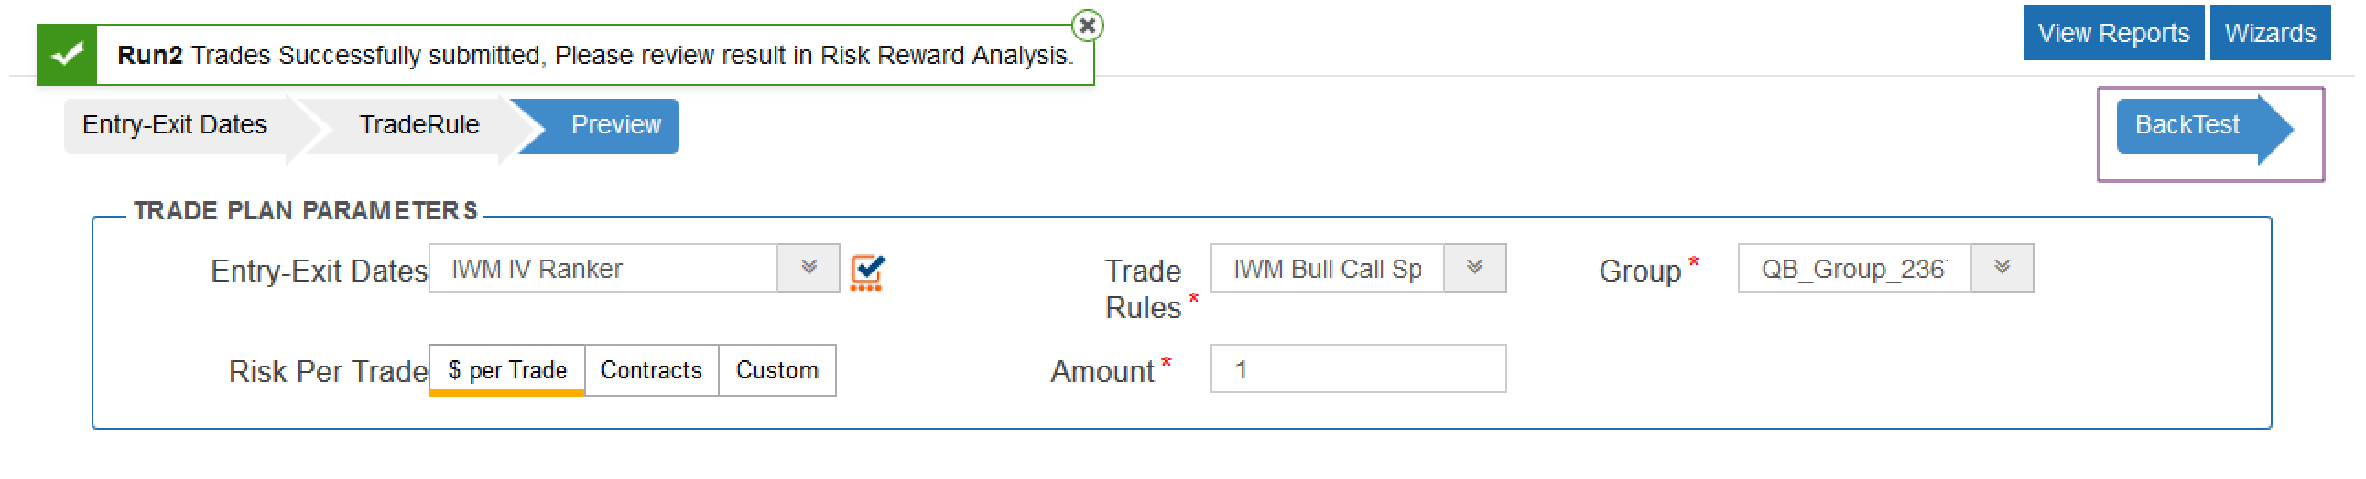 View Reports Wizards
Run2 Trades Successfully submitted, Please review result in Risk Reward Analysis.
Entry-Exit Dates TradeRule Preview BackTest
TRADE PLAN PARAMETERS
Entry-Exit Dates IWM IV Ranker Trade Rules * IWM Bull Call Sp Group * QB_Group_236
Risk Per Trade $ per Trade Contracts Custom Amount * 1